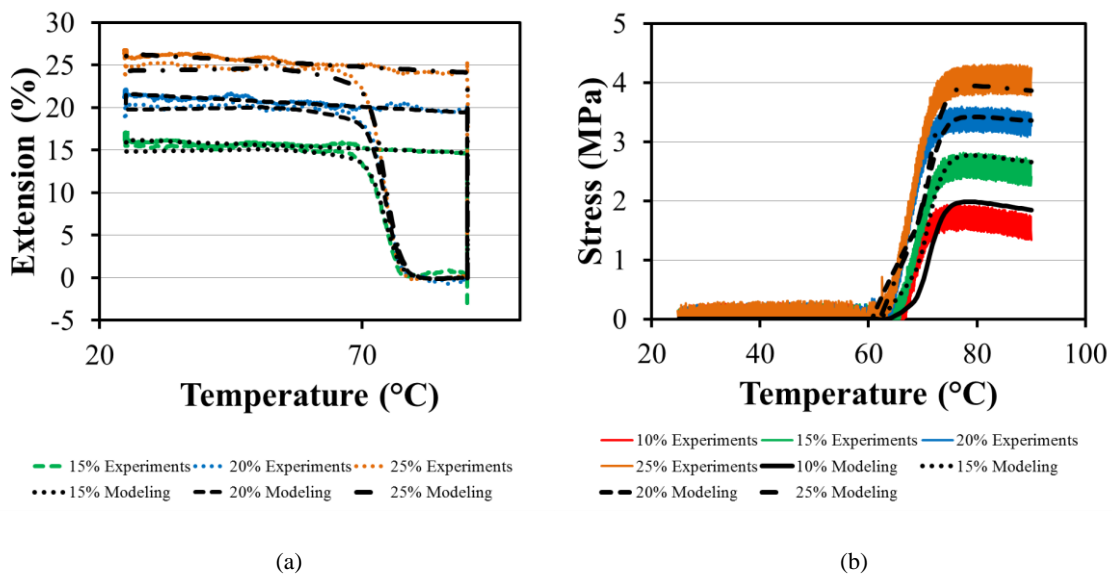 30
25
20
15
10
5
0
-5
Extension (%)
20
70
Temperature (°C)
15% Experiments
20% Experiments
25% Experiments
15% Modeling
20% Modeling
25% Modeling
(a)
5
4
3
2
1
0
Stress (MPa)
20
40
60
80
100
Temperature (°C)
10% Experiments
15% Experiments
20% Experiments
25% Experiments
10% Modeling
15% Modeling
20% Modeling
25% Modeling
(b)